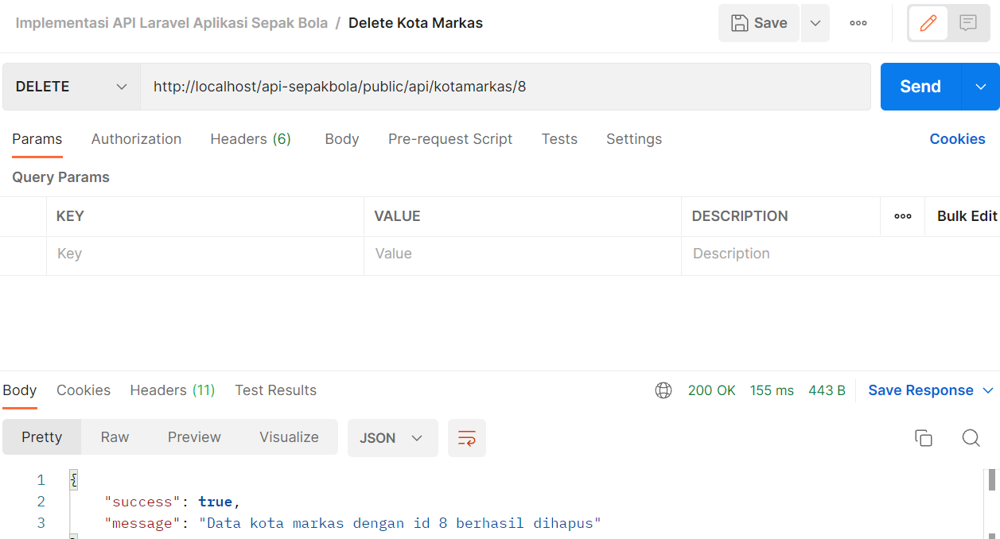 Implementasi API Laravel Aplikasi Sepak Bola / Delete Kota Markas Save ooo
DELETE http://localhost/api-sepakbola/public/api/kotamarkas/8 Send
Params Authorization Headers (6) Body Pre-request Script Tests Settings Cookies
Query Params
KEY VALUE DESCRIPTION ooo Bulk Edit
Key Value Description
Body Cookies Headers (11) Test Results 200 OK 155 ms 443 B Save Response
Pretty Raw Preview Visualize JSON
1 {
2 "success": true,
3 "message": "Data kota markas dengan id 8 berhasil dihapus"